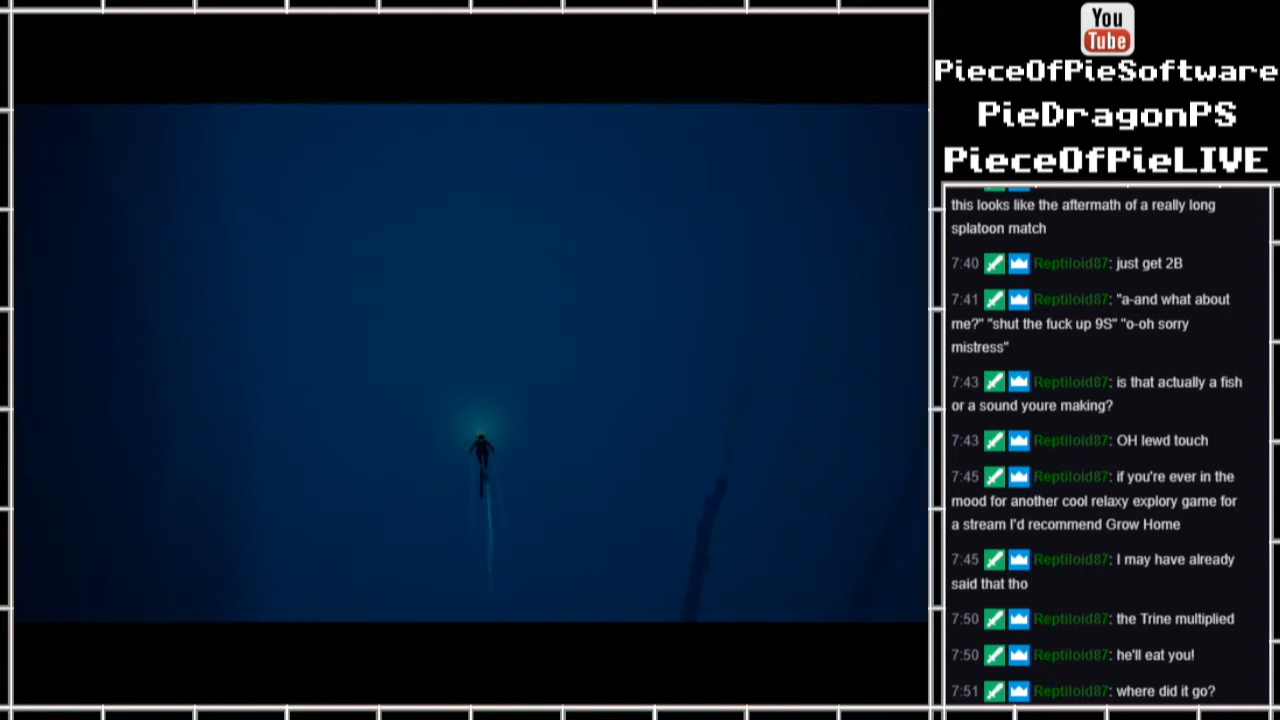 You
Tube
PieceOfPieSoftware
PieDragonPS
PieceOfPieLIVE
this looks like the aftermath of a really long
splatoon match
7:40 Reptiloid87: just get 2B
7:41 Reptiloid87: "a-and what about
me?" "shut the fuck up 9S" "o-oh sorry
mistress"
7:43 Reptiloid87: is that actually a fish
or a sound youre making?
7:43 Reptiloid87: OH lewd touch
7:45 Reptiloid87: if you're ever in the
mood for another cool relaxy explory game for
a stream I'd recommend Grow Home
7:45 Reptiloid87: I may have already
said that tho
7:50 Reptiloid87: the Trine multiplied
7:50 Reptiloid87: he'll eat you!
7:51 Reptiloid87: where did it go?